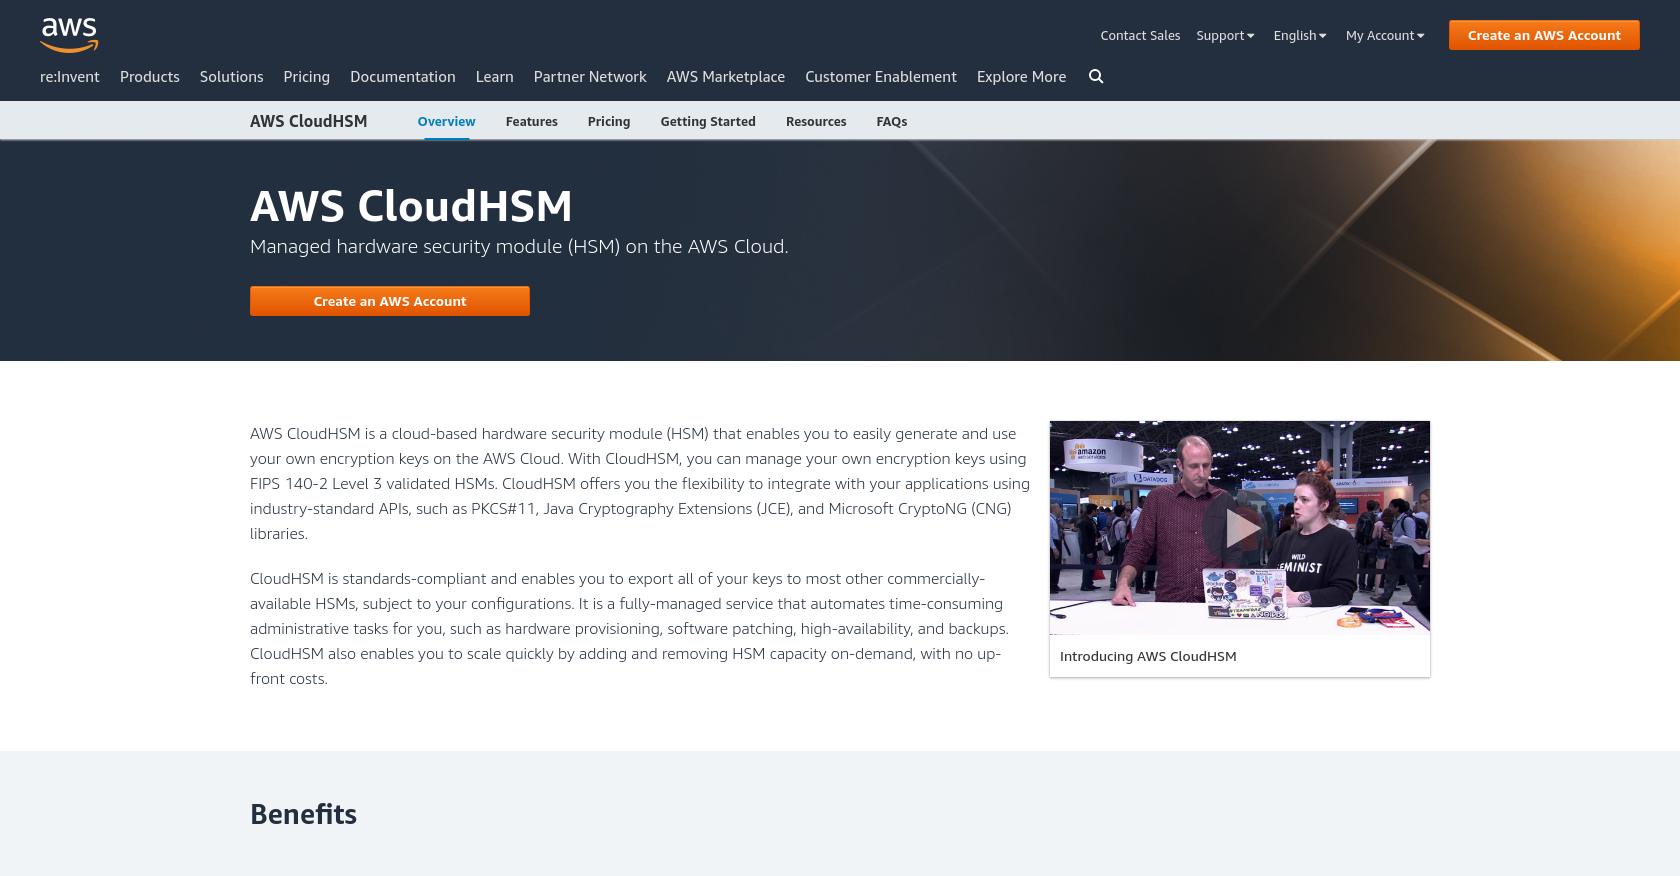 aws
Contact Sales Support English My Account Create an AWS Account
re:Invent Products Solutions Pricing Documentation Learn Partner Network AWS Marketplace Customer Enablement Explore More
AWS CloudHSM Overview Features Pricing Getting Started Resources FAQs
AWS CloudHSM
Managed hardware security module (HSM) on the AWS Cloud.
Create an AWS Account
AWS CloudHSM is a cloud-based hardware security module (HSM) that enables you to easily generate and use
your own encryption keys on the AWS Cloud. With CloudHSM, you can manage your own encryption keys using
FIPS 140-2 Level 3 validated HSMs. CloudHSM offers you the flexibility to integrate with your applications using
industry-standard APIs, such as PKCS#11, Java Cryptography Extensions (JCE), and Microsoft CryptoNG (CNG)
libraries.
CloudHSM is standards-compliant and enables you to export all of your keys to most other commercially-
available HSMs, subject to your configurations. It is a fully-managed service that automates time-consuming
administrative tasks for you, such as hardware provisioning, software patching, high-availability, and backups.
CloudHSM also enables you to scale quickly by adding and removing HSM capacity on-demand, with no up-
front costs.
amazon
DATADOG
WILD
FEMINIST
docker
Introducing AWS CloudHSM
Benefits